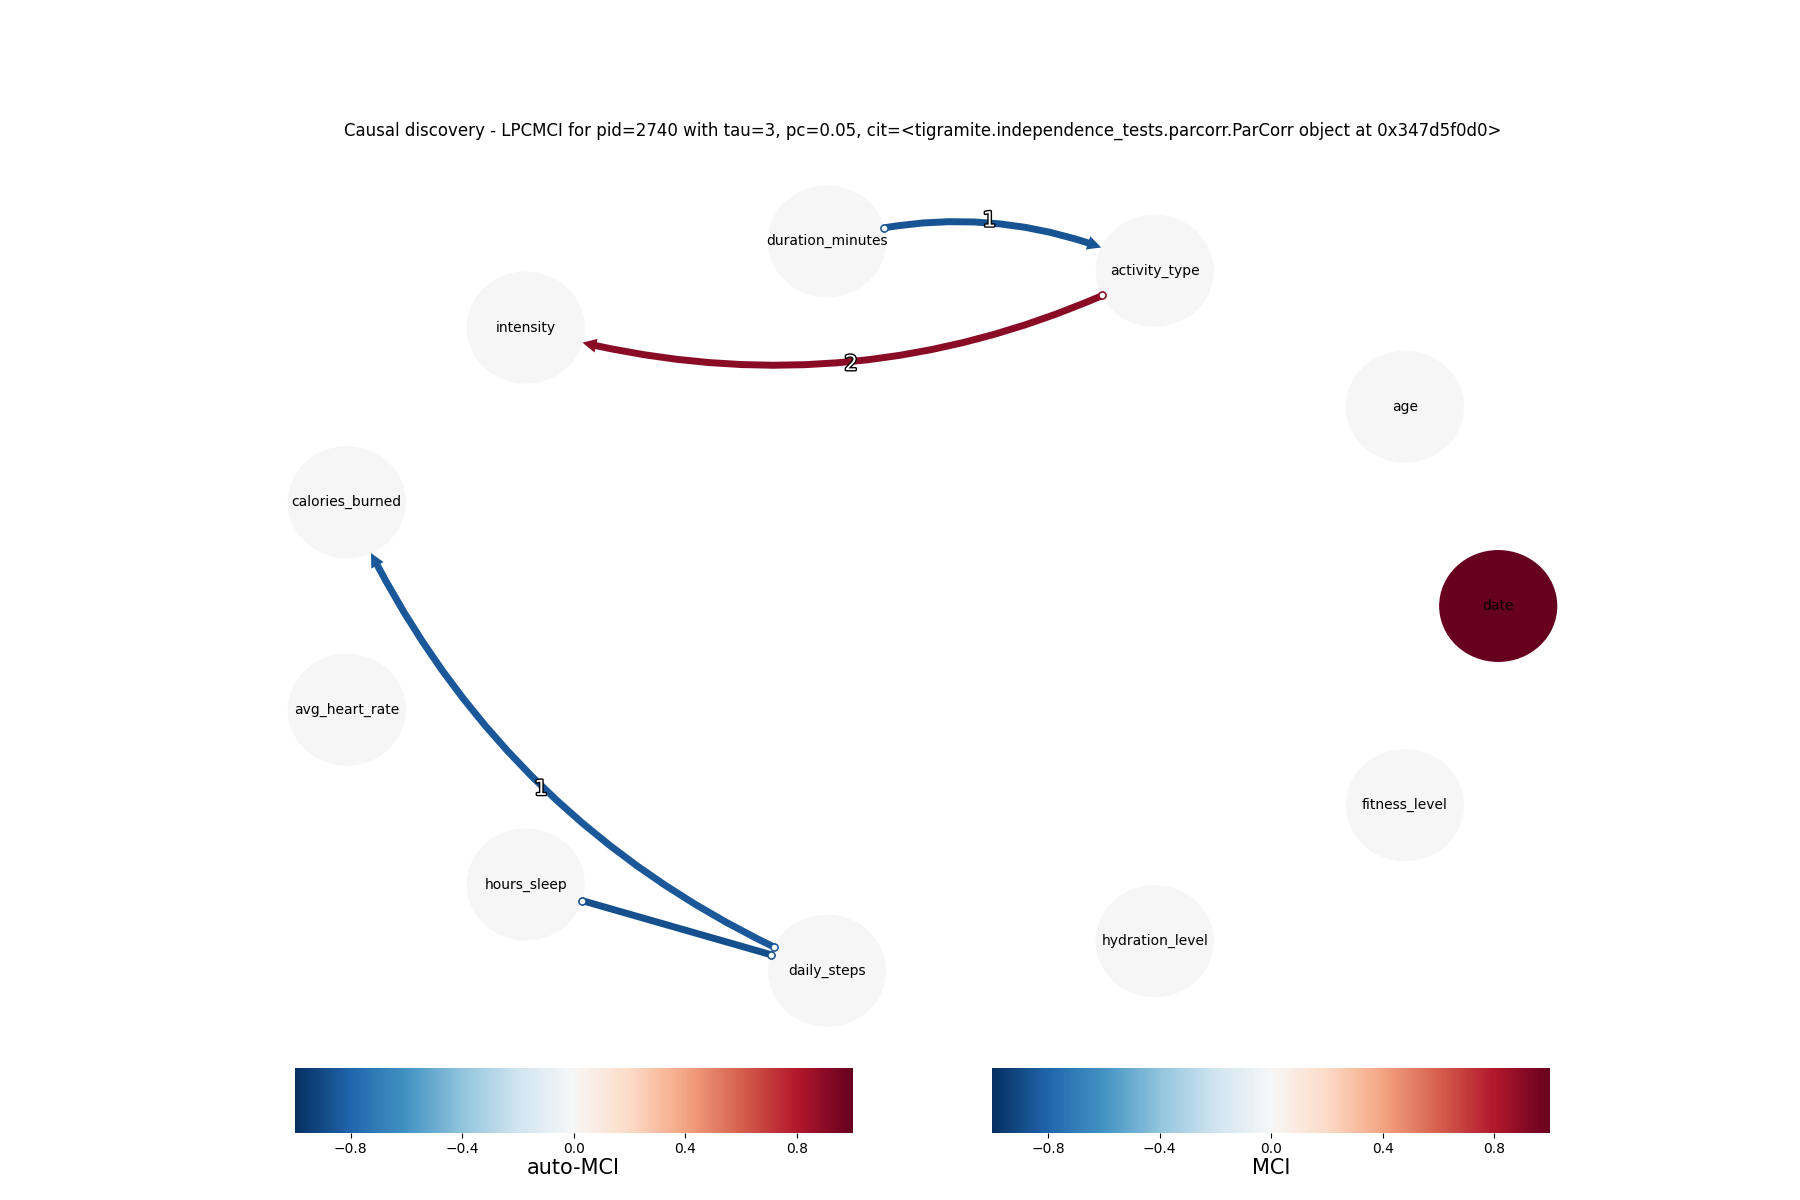 Causal discovery - LPCMCI for pid=2740 with tau=3, pc=0.05, cit=<tigramite.independence_tests.parcorr.ParCorr object at 0x347d5f0d0>
duration_minutes
1
activity_type
intensity
2
age
calories_burned
date
avg_heart_rate
1
fitness_level
hours_sleep
hydration_level
daily_steps
−0.8 −0.4 0.0 0.4 0.8
auto-MCI
−0.8 −0.4 0.0 0.4 0.8
MCI